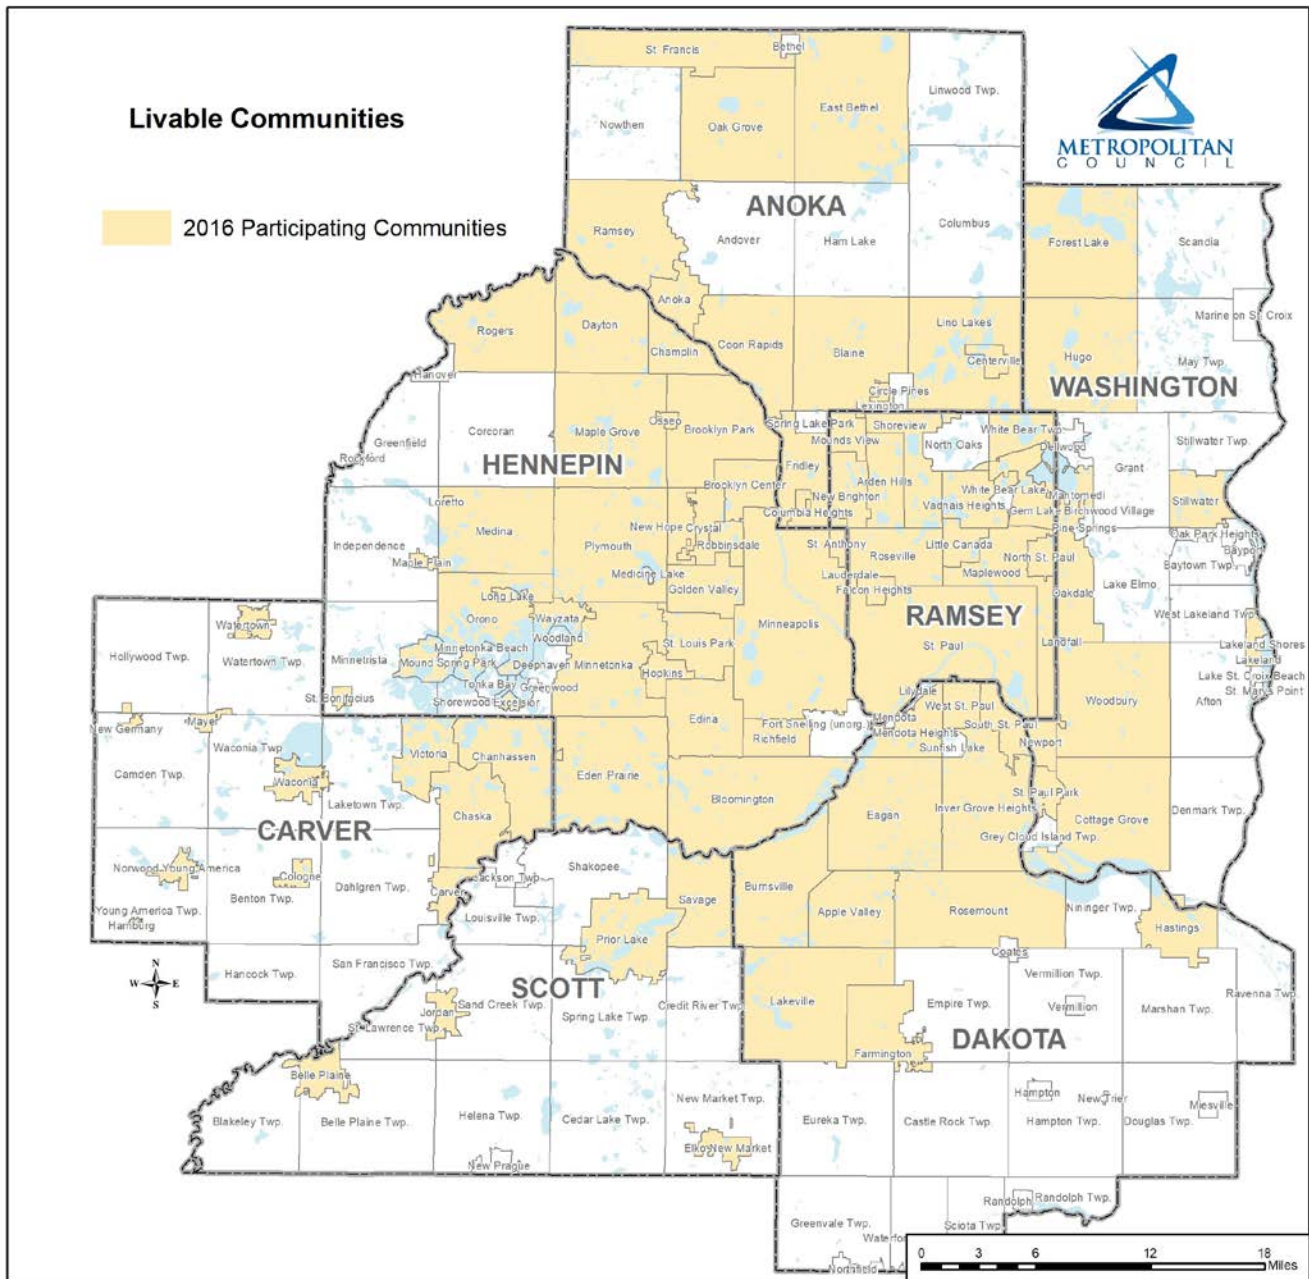 Livable Communities
2016 Participating Communities
METROPOLITAN
COUNCIL
St. Francis
Bethel
Linwood Twp.
Nowthen
Oak Grove
East Bethel
ANOKA
Ramsey
Andover
Ham Lake
Columbus
Forest Lake
Scandia
Anoka
Rogers
Dayton
Champlin
Coon Rapids
Blaine
Lino Lakes
Centerville
Hugo
Marine on St. Croix
May Twp.
WASHINGTON
Hanover
Circle Pines
Lexington
Greenfield
Corcoran
Maple Grove
Osseo
Brooklyn Park
Spring Lake Park
Mounds View
Shoreview
North Oaks
White Bear Twp.
Dellwood
Stillwater Twp.
Rockford
HENNEPIN
Fridley
Grant
Brooklyn Center
New Brighton
Arden Hills
Vadnais Heights
White Bear Lake
Mahtomedi
Gem Lake
Birchwood Village
Stillwater
Loretto
Medina
Columbia Heights
Pine Springs
Oak Park Heights
Bayport
Independence
Plymouth
New Hope
Crystal
Robbinsdale
St. Anthony
Roseville
Little Canada
North St. Paul
Maplewood
Baytown Twp.
Maple Plain
Medicine Lake
Golden Valley
Lauderdale
Falcon Heights
Lake Elmo
Oakdale
Long Lake
Orono
Wayzata
Woodland
Minneapolis
RAMSEY
West Lakeland Twp.
Watertown
Hollywood Twp.
Watertown Twp.
Minnetrista
Minnetonka Beach
Mound
Spring Park
Deephaven
Minnetonka
St. Louis Park
St. Paul
Landfall
Lakeland Shores
Lakeland
Hopkins
Tonka Bay
Greenwood
Shorewood
Excelsior
St. Bonifacius
Lake St. Croix Beach
St. Marys Point
Lilydale
West St. Paul
Woodbury
Afton
New Germany
Mayer
Edina
Fort Snelling (unorg.)
Richfield
Mendota
Mendota Heights
South St. Paul
Sunfish Lake
Newport
Waconia Twp.
Victoria
Chanhassen
Camden Twp.
Waconia
Laketown Twp.
Eden Prairie
Bloomington
St. Paul Park
Inver Grove Heights
Eagan
Cottage Grove
Denmark Twp.
CARVER
Chaska
Grey Cloud Island Twp.
Norwood Young America
Cologne
Shakopee
Jackson Twp.
Benton Twp.
Dahlgren Twp.
Carver
Louisville Twp.
Savage
Burnsville
Apple Valley
Rosemount
Nininger Twp.
Young America Twp.
Hamburg
Prior Lake
Hastings
Hancock Twp.
San Francisco Twp.
SCOTT
Coates
Vermillion Twp.
N
W
E
S
Sand Creek Twp.
Spring Lake Twp.
Credit River Twp.
Lakeville
Empire Twp.
Vermillion
Marshan Twp.
Ravenna Twp.
Jordan
St. Lawrence Twp.
DAKOTA
Farmington
Belle Plaine
Blakeley Twp.
Belle Plaine Twp.
Helena Twp.
Cedar Lake Twp.
New Market Twp.
Eureka Twp.
Castle Rock Twp.
Hampton
Hampton Twp.
New Trier
Douglas Twp.
Miesville
Elko New Market
New Prague
Greenvale Twp.
Sciota Twp.
Randolph
Randolph Twp.
Northfield
0 3 6 12 18
Miles